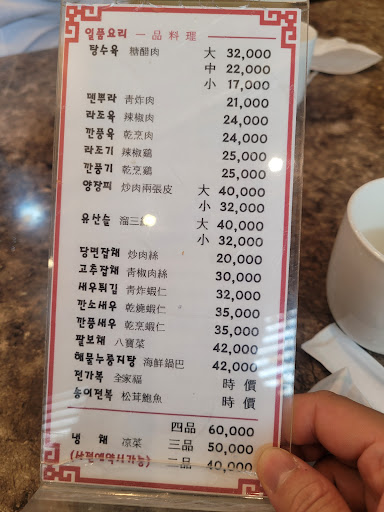 일품요리 一品料理
탕수육 糖醋肉 大 32,000
中 22,000
小 17,000
덴뿌라 靑炸肉 21,000
라조육 辣椒肉 24,000
깐풍육 乾烹肉 24,000
라조기 辣椒鷄 25,000
깐풍기 乾烹鷄 25,000
양장피 炒肉兩張皮 大 40,000
小 32,000
유산슬 溜三 大 40,000
小 32,000
당면잡채 炒肉絲 20,000
고추잡채 靑椒肉絲 30,000
새우튀김 靑炸蝦仁 32,000
깐소새우 乾燒蝦仁 35,000
깐풍새우 乾烹蝦仁 35,000
팔보채 八寶菜 42,000
해물누룽지탕 海鮮鍋巴 42,000
전가복 全家福 時價
송이전복 松茸鮑魚 時價
四品 60,000
냉채 凉菜 三品 50,000
(사전예약시가능) 二品 40,000